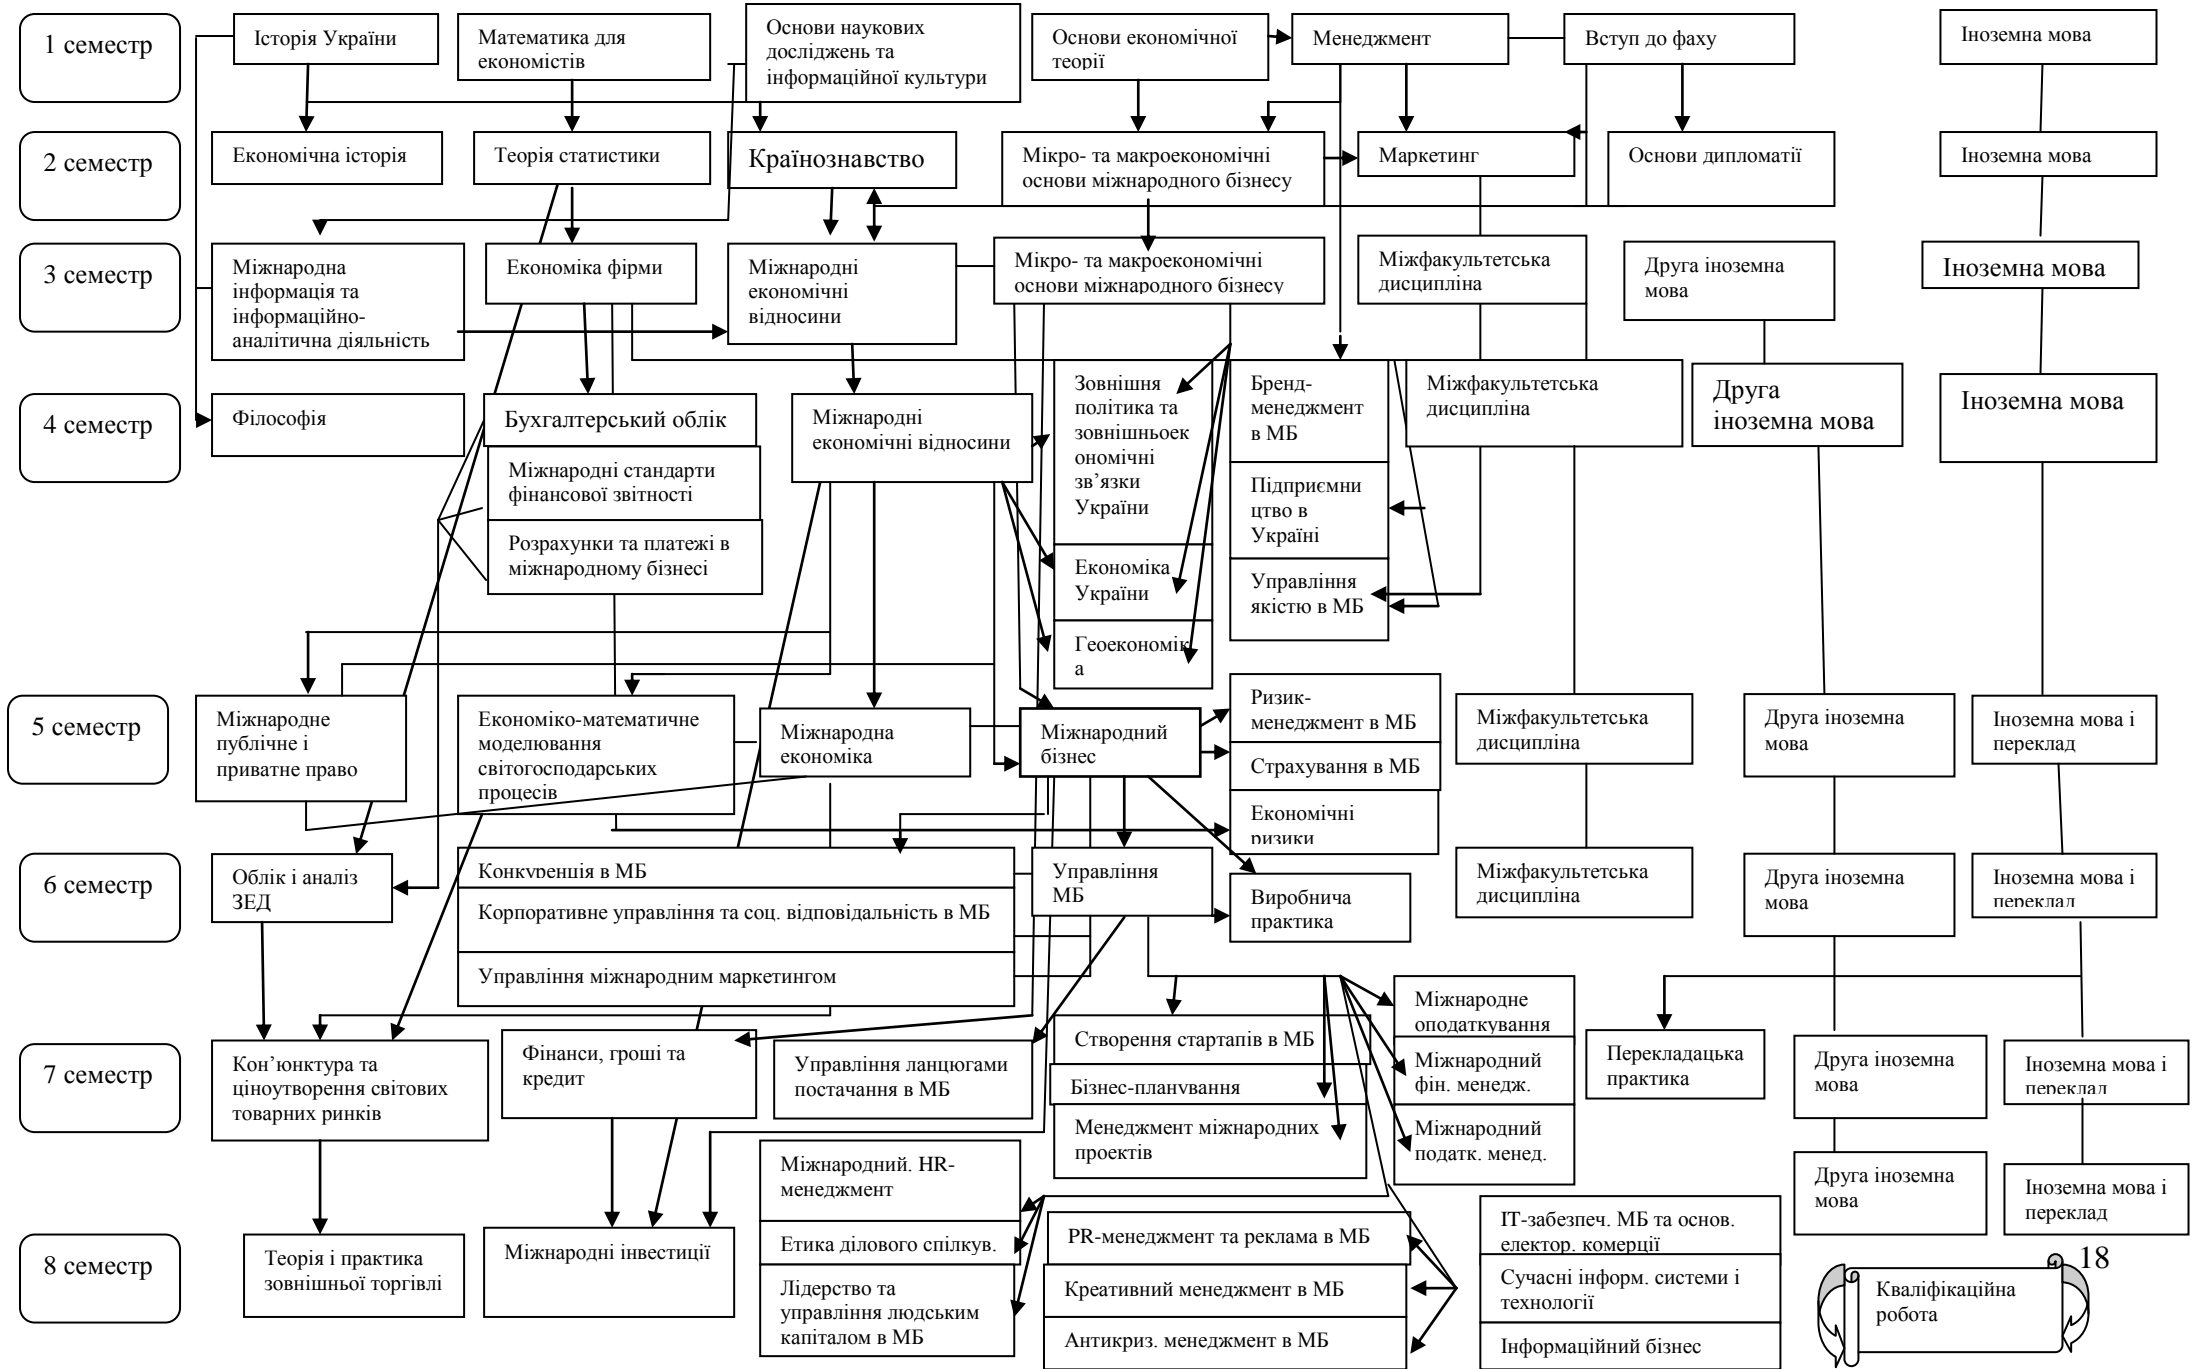 1 семестр
Історія України
Математика для
економістів
Основи наукових
досліджень та
інформаційної культури
Основи економічної
теорії
Менеджмент
Вступ до фаху
Іноземна мова
2 семестр
Економічна історія
Теорія статистики
Країнознавство
Мікро- та макроекономічні
основи міжнародного бізнесу
Маркетинг
Основи дипломатії
Іноземна мова
3 семестр
Міжнародна
інформація та
інформаційно-
аналітична діяльність
Економіка фірми
Міжнародні
економічні
відносини
Мікро- та макроекономічні
основи міжнародного бізнесу
Міжфакультетська
дисципліна
Друга іноземна
мова
Іноземна мова
4 семестр
Філософія
Бухгалтерський облік
Міжнародні стандарти
фінансової звітності
Розрахунки та платежі в
міжнародному бізнесі
Міжнародні
економічні відносини
Зовнішня
політика та
зовнішньоек
ономічні
зв’язки
України
Економіка
України
Геоекономік
а
Бренд-
менеджмент
в МБ
Підприємни
цтво в
Україні
Управління
якістю в МБ
Міжфакультетська
дисципліна
Друга
іноземна мова
Іноземна мова
5 семестр
Міжнародне
публічне і
приватне право
Економіко-математичне
моделювання
світогосподарських
процесів
Міжнародна
економіка
Міжнародний
бізнес
Ризик-
менеджмент в МБ
Страхування в МБ
Економічні
ризики
Міжфакультетська
дисципліна
Друга іноземна
мова
Іноземна мова і
переклад
6 семестр
Облік і аналіз
ЗЕД
Конкуренція в МБ
Корпоративне управління та соц. відповідальність в МБ
Управління міжнародним маркетингом
Управління
МБ
Виробнича
практика
Міжфакультетська
дисципліна
Друга іноземна
мова
Іноземна мова і
переклад
7 семестр
Кон’юнктура та
ціноутворення світових
товарних ринків
Фінанси, гроші та
кредит
Управління ланцюгами
постачання в МБ
Створення стартапів в МБ
Бізнес-планування
Менеджмент міжнародних
проектів
Міжнародне
оподаткування
Міжнародний
фін. менедж.
Міжнародний
податк. менед.
Перекладацька
практика
Друга іноземна
мова
Іноземна мова і
переклад
8 семестр
Теорія і практика
зовнішньої торгівлі
Міжнародні інвестиції
Міжнародний. HR-
менеджмент
Етика ділового спілкув.
Лідерство та
управління людським
капіталом в МБ
PR-менеджмент та реклама в МБ
Креативний менеджмент в МБ
Антикриз. менеджмент в МБ
ІТ-забезпеч. МБ та основ.
електор. комерції
Сучасні інформ. системи і
технології
Інформаційний бізнес
Друга іноземна
мова
Іноземна мова і
переклад
Кваліфікаційна
робота
18